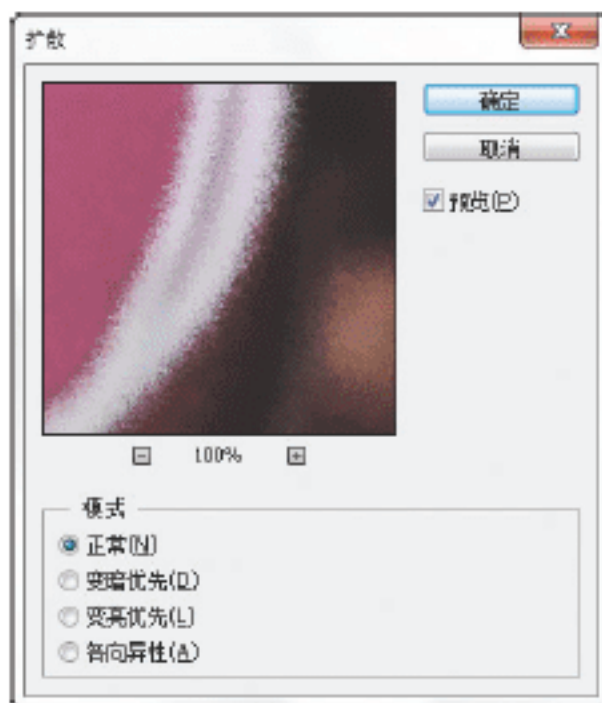 扩散
确定
取消
预览(P)
100%
模式
正常(N)
变暗优先(D)
变亮优先(L)
各向异性(A)